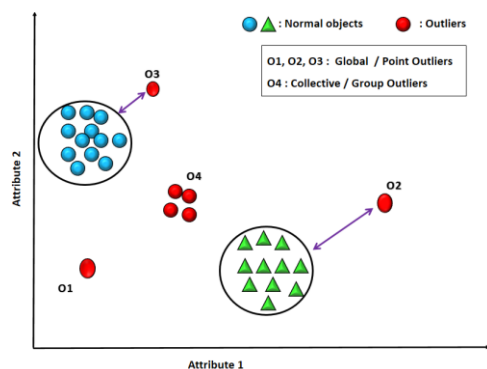 : Normal objects
: Outliers
O1, O2, O3 : Global / Point Outliers
O4 : Collective / Group Outliers
O3
O4
O2
O1
Attribute 2
Attribute 1